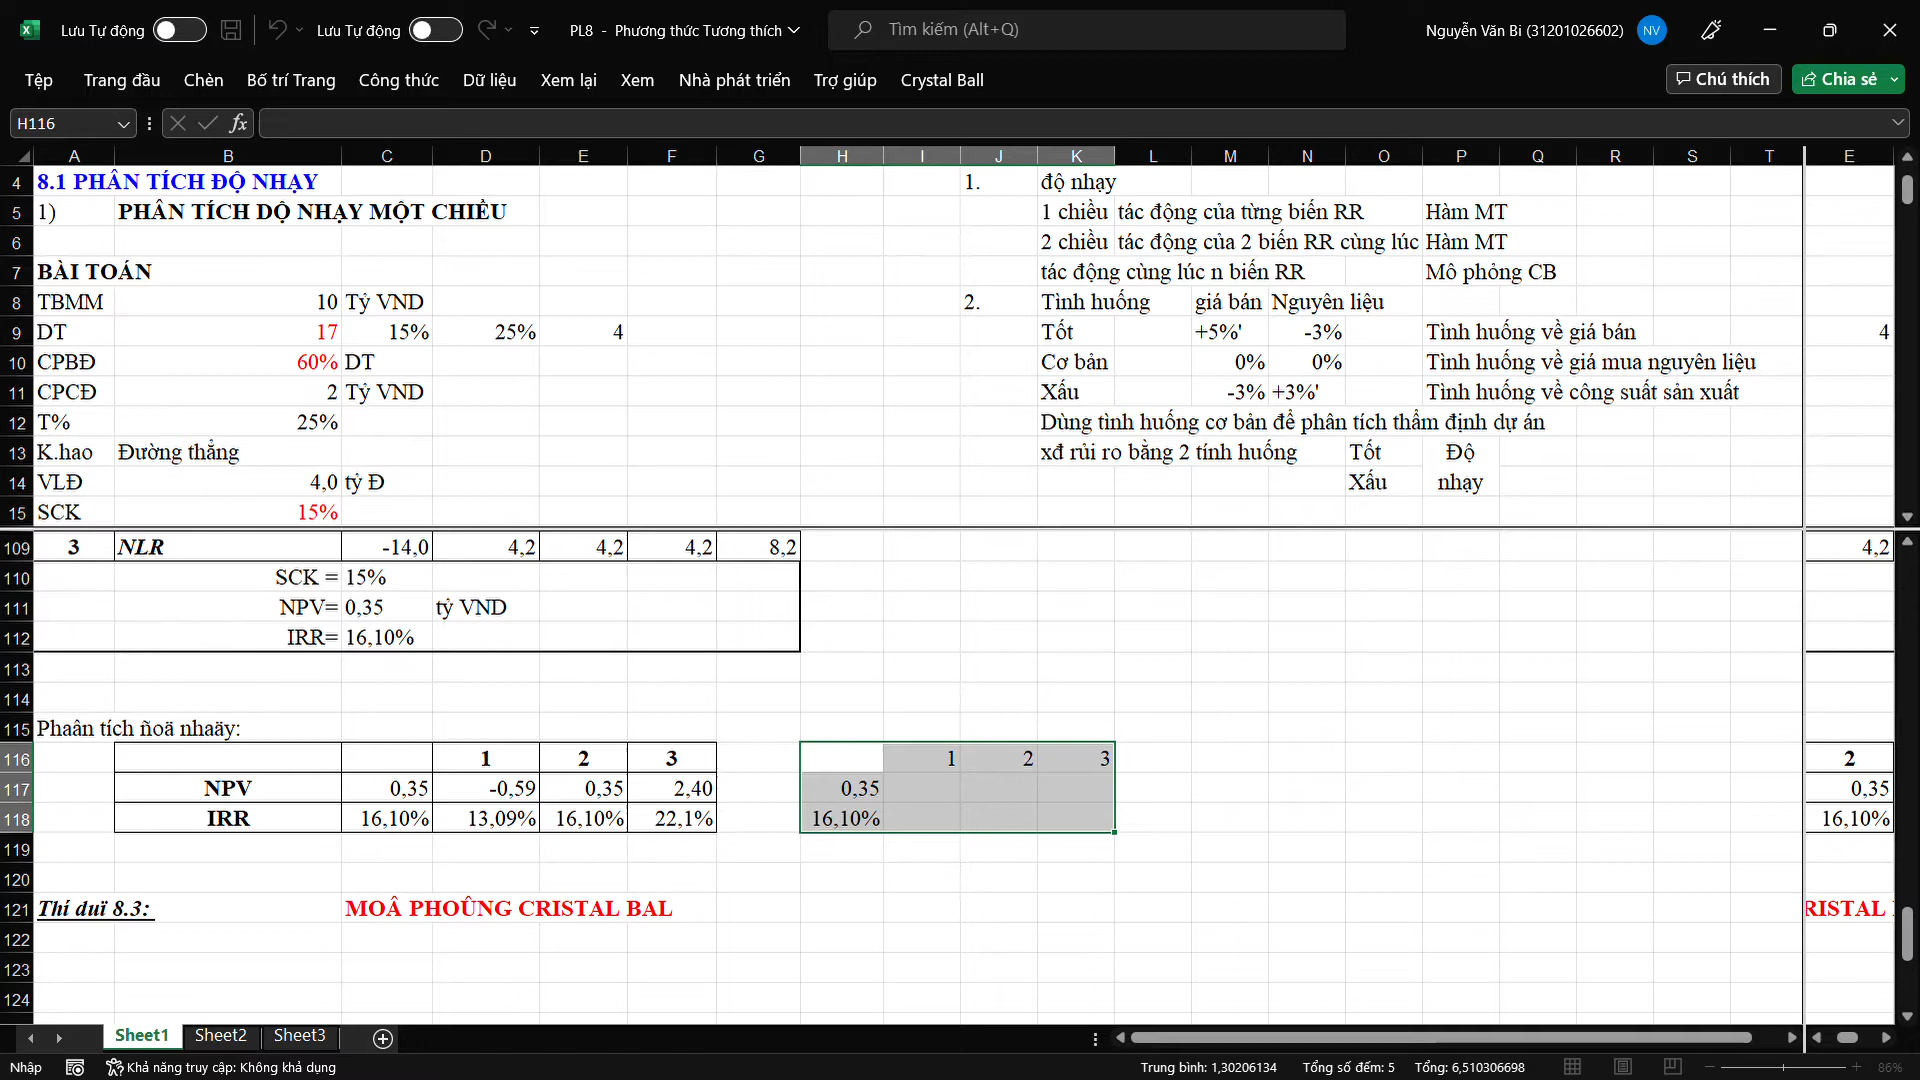 Lưu Tự động Lưu Tự động PL8 - Phương thức Tương thích Tìm kiếm (Alt+Q) Nguyễn Văn Bi (31201026602) NV
Tệp Trang đầu Chèn Bố trí Trang Công thức Dữ liệu Xem lại Xem Nhà phát triển Trợ giúp Crystal Ball Chú thích Chia sẻ
H116 fx
A B C D E F G H I J K L M N O P Q R S T E
4 8.1 PHÂN TÍCH ĐỘ NHẠY 1. độ nhạy
5 1) PHÂN TÍCH DỘ NHẠY MỘT CHIỀU 1 chiều tác động của từng biến RR Hàm MT
6 2 chiều tác động của 2 biến RR cùng lúc Hàm MT
7 BÀI TOÁN tác động cùng lúc n biến RR Mô phỏng CB
8 TBMM 10 Tỷ VND 2. Tình huống giá bán Nguyên liệu
9 DT 17 15% 25% 4 Tốt +5%' -3% Tình huống về giá bán 4
10 CPBĐ 60% DT Cơ bản 0% 0% Tình huống về giá mua nguyên liệu
11 CPCĐ 2 Tỷ VND Xấu -3% +3%' Tình huống về công suất sản xuất
12 T% 25% Dùng tình huống cơ bản để phân tích thẩm định dự án
13 K.hao Đường thẳng xđ rủi ro bằng 2 tính huống Tốt Độ
14 VLĐ 4,0 tỷ Đ Xấu nhạy
15 SCK 15%
109 3 NLR -14,0 4,2 4,2 4,2 8,2 4,2
110 SCK = 15%
111 NPV= 0,35 tỷ VND
112 IRR= 16,10%
113
114
115 Phaân tích ñoä nhaäy:
116 1 2 3 1 2 3 2
117 NPV 0,35 -0,59 0,35 2,40 0,35 0,35
118 IRR 16,10% 13,09% 16,10% 22,1% 16,10% 16,10%
119
120
121 Thí duï 8.3: MOÂ PHOÛNG CRISTAL BAL RISTAL
122
123
124
Sheet1 Sheet2 Sheet3
Nhập Khả năng truy cập: Không khả dụng Trung bình: 1,30206134 Tổng số đếm: 5 Tổng: 6,510306698 86%